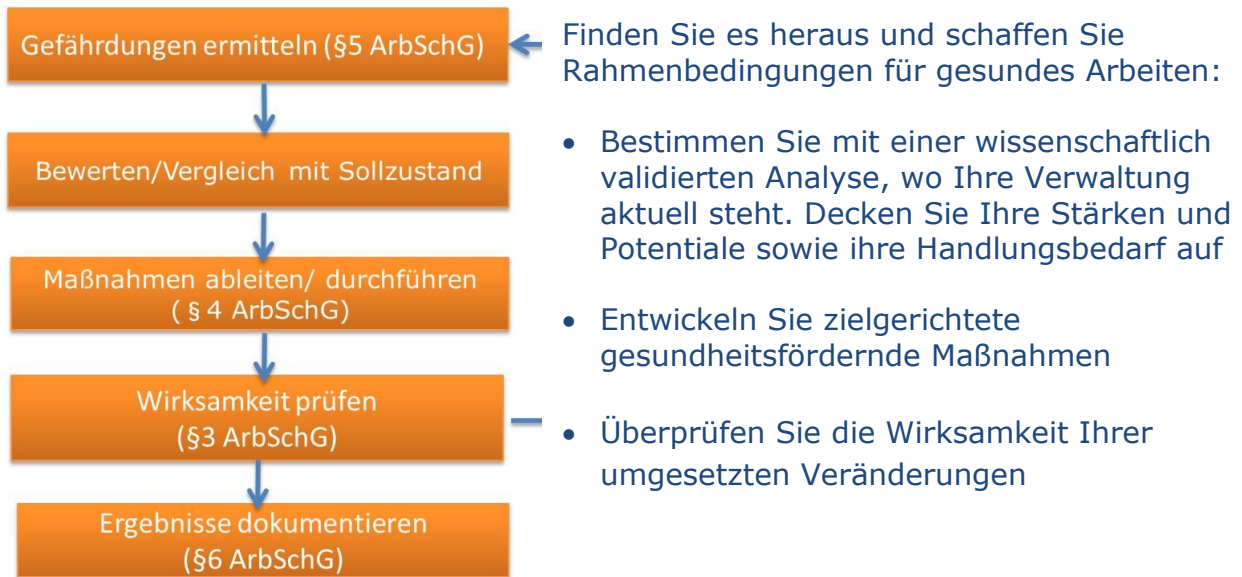 Gefährdungen ermitteln (§5 ArbSchG)
Bewerten/Vergleich mit Sollzustand
Maßnahmen ableiten/ durchführen
( § 4 ArbSchG)
Wirksamkeit prüfen
(§3 ArbSchG)
Ergebnisse dokumentieren
(§6 ArbSchG)
Finden Sie es heraus und schaffen Sie
Rahmenbedingungen für gesundes Arbeiten:
• Bestimmen Sie mit einer wissenschaftlich
validierten Analyse, wo Ihre Verwaltung
aktuell steht. Decken Sie Ihre Stärken und
Potentiale sowie ihre Handlungsbedarf auf
• Entwickeln Sie zielgerichtete
gesundheitsfördernde Maßnahmen
• Überprüfen Sie die Wirksamkeit Ihrer
umgesetzten Veränderungen